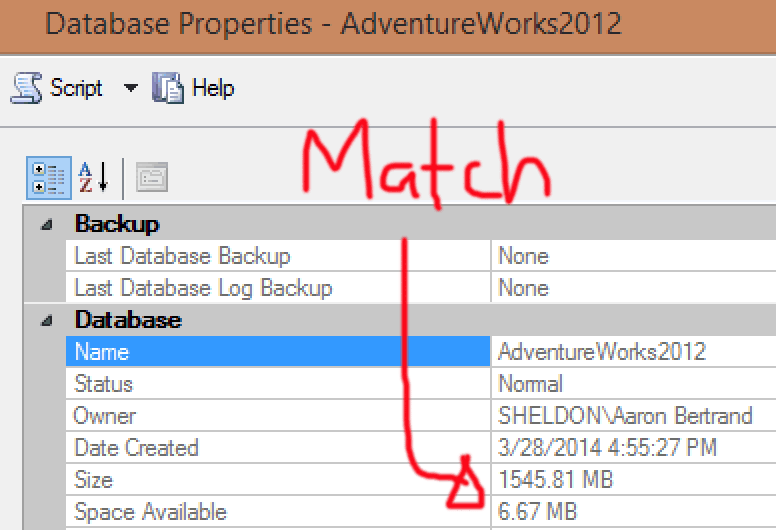 Database Properties - AdventureWorks2012
Script Help
Match
A
Z
Backup
Last Database Backup None
Last Database Log Backup None
Database
Name AdventureWorks2012
Status Normal
Owner SHELDON\Aaron Bertrand
Date Created 3/28/2014 4:55:27 PM
Size 1545.81 MB
Space Available 6.67 MB